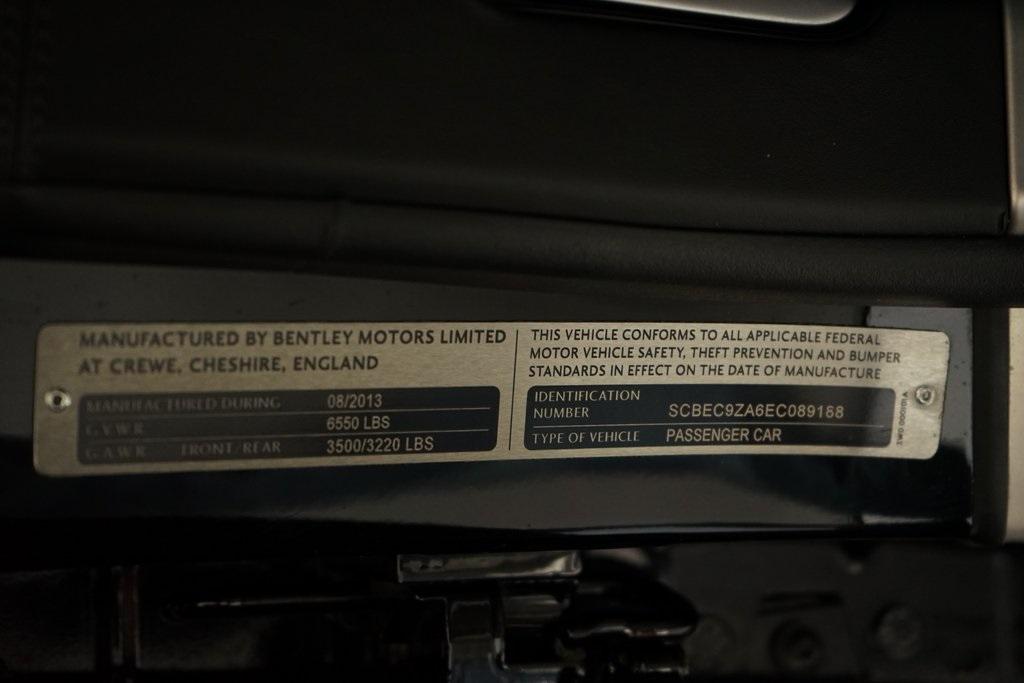 MANUFACTURED BY BENTLEY MOTORS LIMITED
AT CREWE, CHESHIRE, ENGLAND
MANUFACTURED DURING 08/2013
G.V.W.R 6550 LBS
G.A.W.R FRONT/REAR 3500/3220 LBS
THIS VEHICLE CONFORMS TO ALL APPLICABLE FEDERAL
MOTOR VEHICLE SAFETY, THEFT PREVENTION AND BUMPER
STANDARDS IN EFFECT ON THE DATE OF MANUFACTURE
IDENTIFICATION
NUMBER SCBEC9ZA6EC089188
TYPE OF VEHICLE PASSENGER CAR